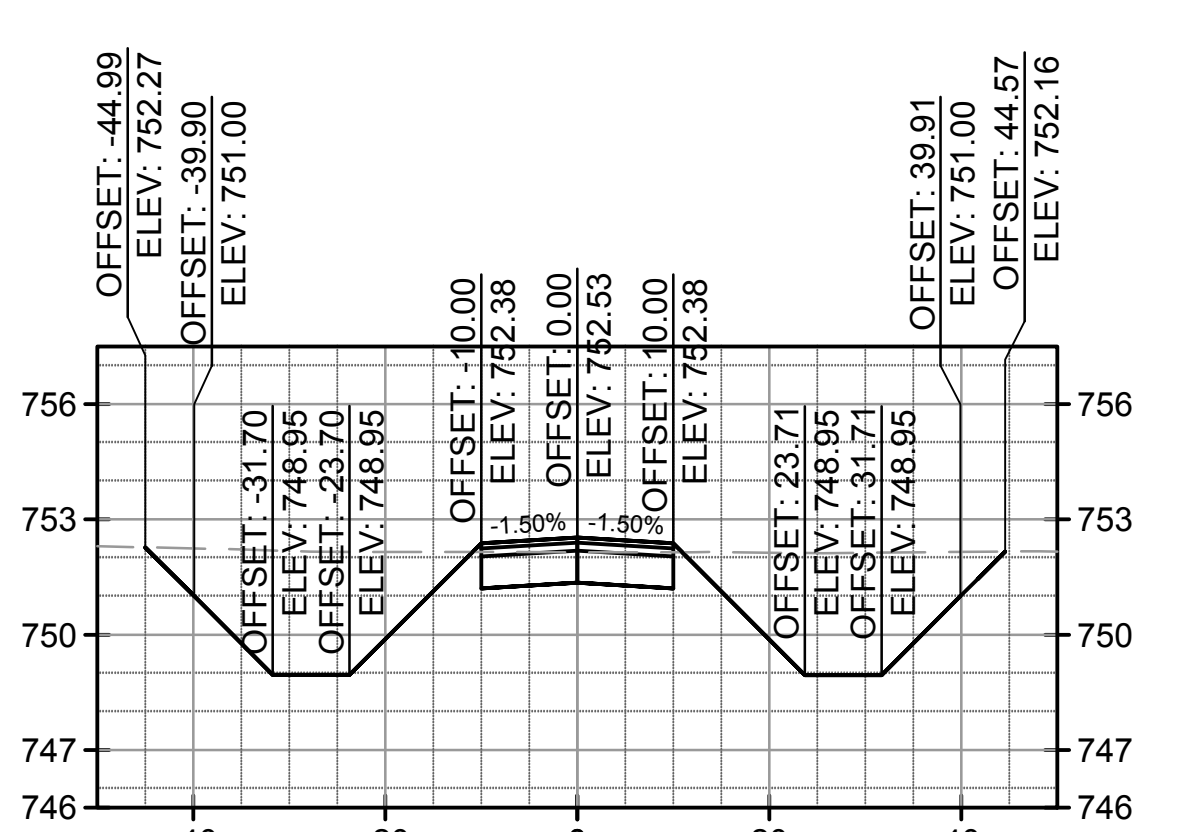 OFFSET: -44.99
ELEV: 752.27
OFFSET: -39.90
ELEV: 751.00
OFFSET: -31.70
ELEV: 748.95
OFFSET: -23.70
ELEV: 748.95
OFFSET: -10.00
ELEV: 752.38
OFFSET: 0.00
ELEV: 752.53
OFFSET: 10.00
ELEV: 752.38
OFFSET: 23.71
ELEV: 748.95
OFFSET: 31.71
ELEV: 748.95
OFFSET: 39.91
ELEV: 751.00
OFFSET: 44.57
ELEV: 752.16
-1.50%
-1.50%
756
753
750
747
746
756
753
750
747
746